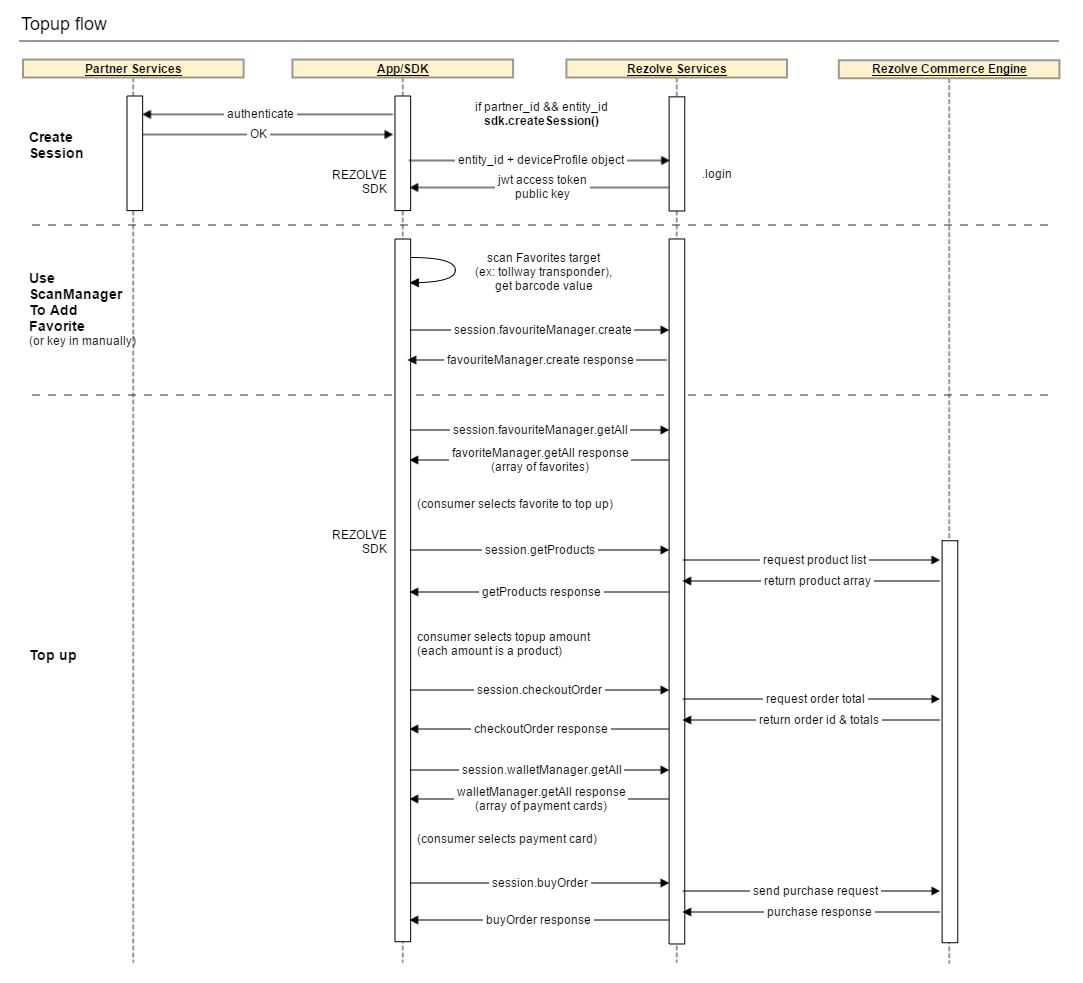 Topup flow
Partner Services
App/SDK
Rezolve Services
Rezolve Commerce Engine
Create
Session
authenticate
OK
if partner_id && entity_id
sdk.createSession()
entity_id + deviceProfile object
REZOLVE
SDK
jwt access token
public key
.login
Use
ScanManager
To Add
Favorite
(or key in manually)
scan Favorites target
(ex: tollway transponder),
get barcode value
session.favouriteManager.create
favouriteManager.create response
session.favouriteManager.getAll
favoriteManager.getAll response
(array of favorites)
(consumer selects favorite to top up)
REZOLVE
SDK
session.getProducts
request product list
return product array
getProducts response
Top up
consumer selects topup amount
(each amount is a product)
session.checkoutOrder
request order total
return order id & totals
checkoutOrder response
session.walletManager.getAll
walletManager.getAll response
(array of payment cards)
(consumer selects payment card)
session.buyOrder
send purchase request
purchase response
buyOrder response